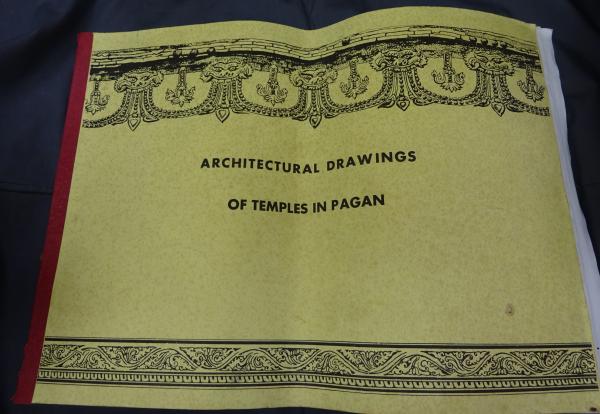 ARCHITECTURAL DRAWINGS
OF TEMPLES IN PAGAN